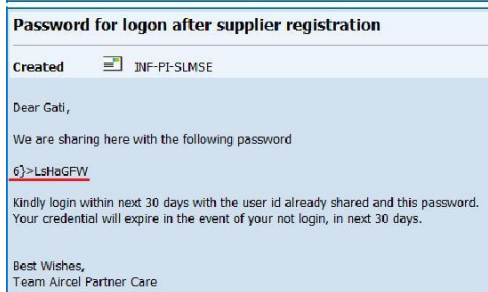 Password for logon after supplier registration
Created INF-PI-SLMSE
Dear Gati,
We are sharing here with the following password
6}>LsHaGFW
Kindly login within next 30 days with the user id already shared and this password.
Your credential will expire in the event of your not login, in next 30 days.
Best Wishes,
Team Aircel Partner Care